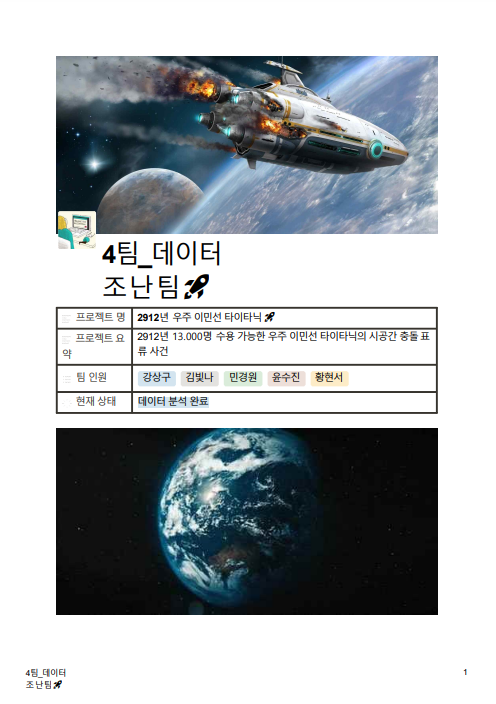 4팀_데이터
조난팀🚀
프로젝트 명 2912년 우주 이민선 타이타닉 🚀
프로젝트 요
약
2912년 13.000명 수용 가능한 우주 이민선 타이타닉의 시공간 충돌 표
류 사건
팀 인원 강상구 김빛나 민경원 윤수진 황현서
현재 상태 데이터 분석 완료
4팀_데이터
조난팀🚀
1